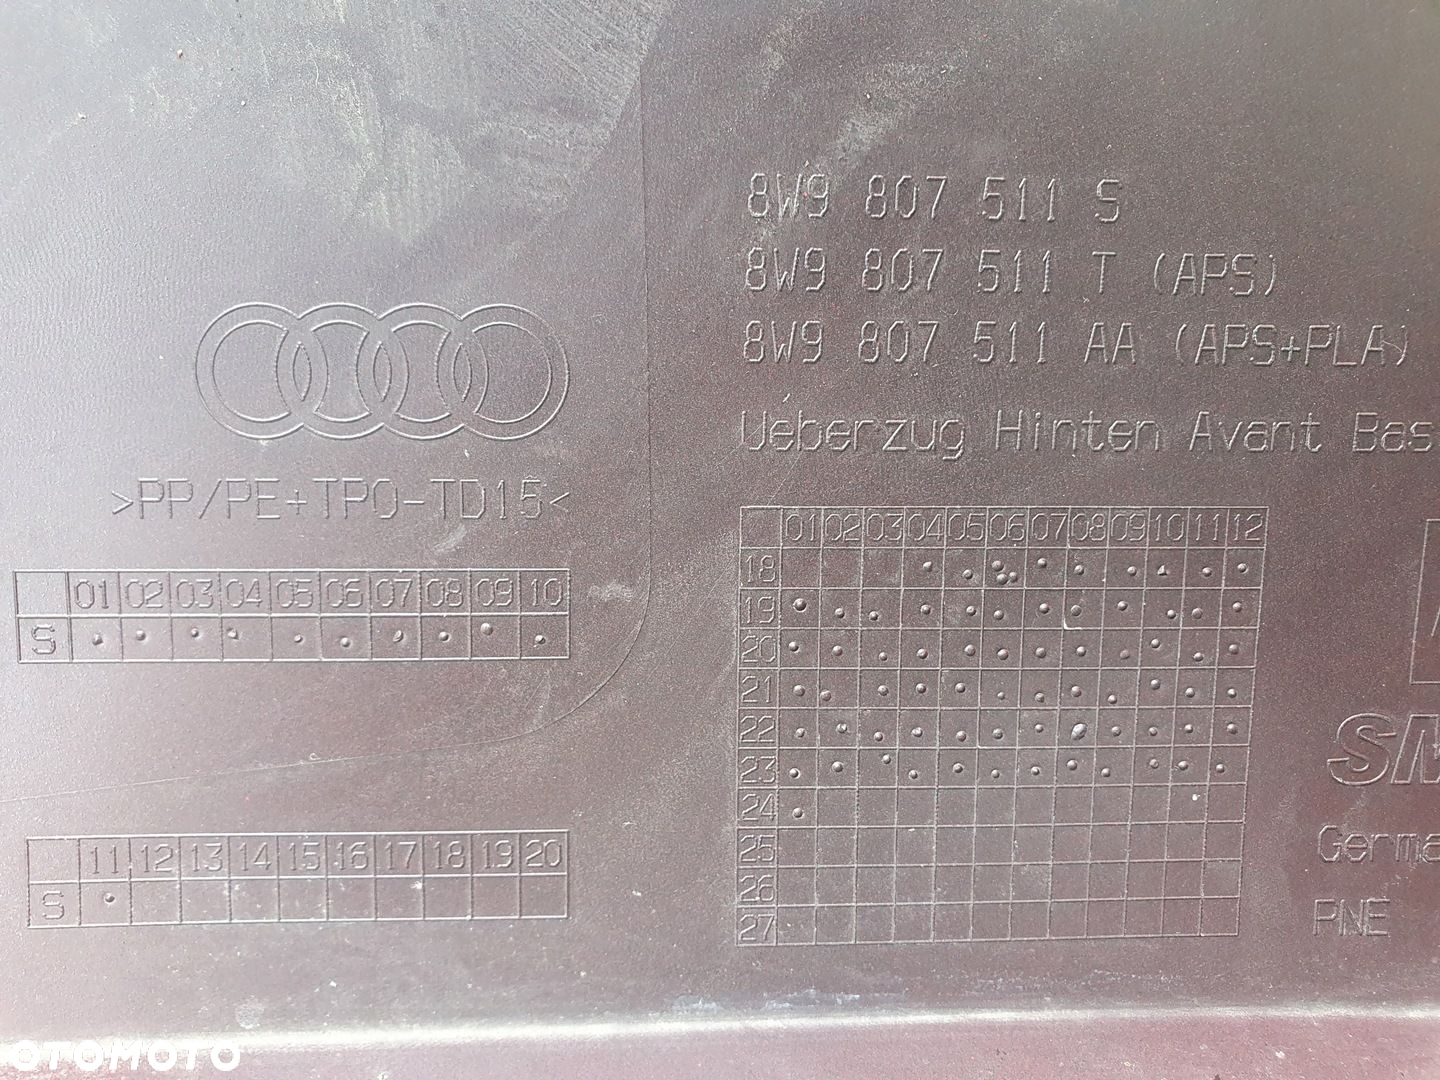 8W9 807 511 S
8W9 807 511 T (APS)
8W9 807 511 AA (APS+PLA)
Ueberzug Hinten Avant Bas
>PP/PE+TPO-TD15<
01 02 03 04 05 06 07 08 09 10
S
11 12 13 14 15 16 17 18 19 20
S
01 02 03 04 05 06 07 08 09 10 11 12
18
19
20
21
22
23
24
25
26
27
SM
Germa
PNE
OTOMOTO